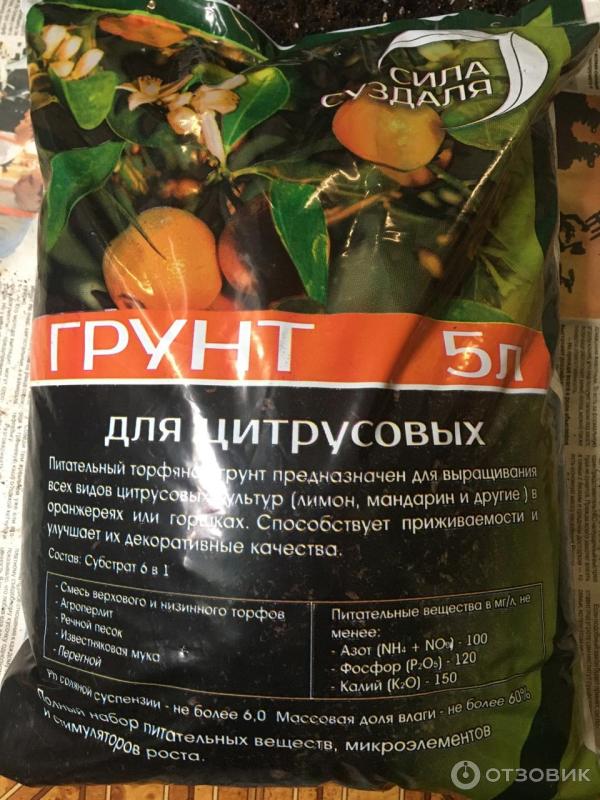 СИЛА
СУЗДАЛЯ
ГРУНТ 5л
для цитрусовых
Питательный торфяной грунт предназначен для выращивания
всех видов цитрусовых культур (лимон, мандарин и другие ) в
оранжереях или горшках. Способствует приживаемости и
улучшает их декоративные качества.
Состав: Субстрат 6 в 1
- Смесь верхового и низинного торфов
- Агроперлит
- Речной песок
- Известняковая мука
- Перегной
Питательные вещества в мг/л, не
менее:
- Азот (NH₄ + NO₃) - 100
- Фосфор (P₂O₅) - 120
- Калий (K₂O) - 150
PH соляной суспензии - не более 6,0 Массовая доля влаги - не более 60%
Полный набор питательных веществ, микроэлементов
и стимуляторов роста.
ОТЗОВИК